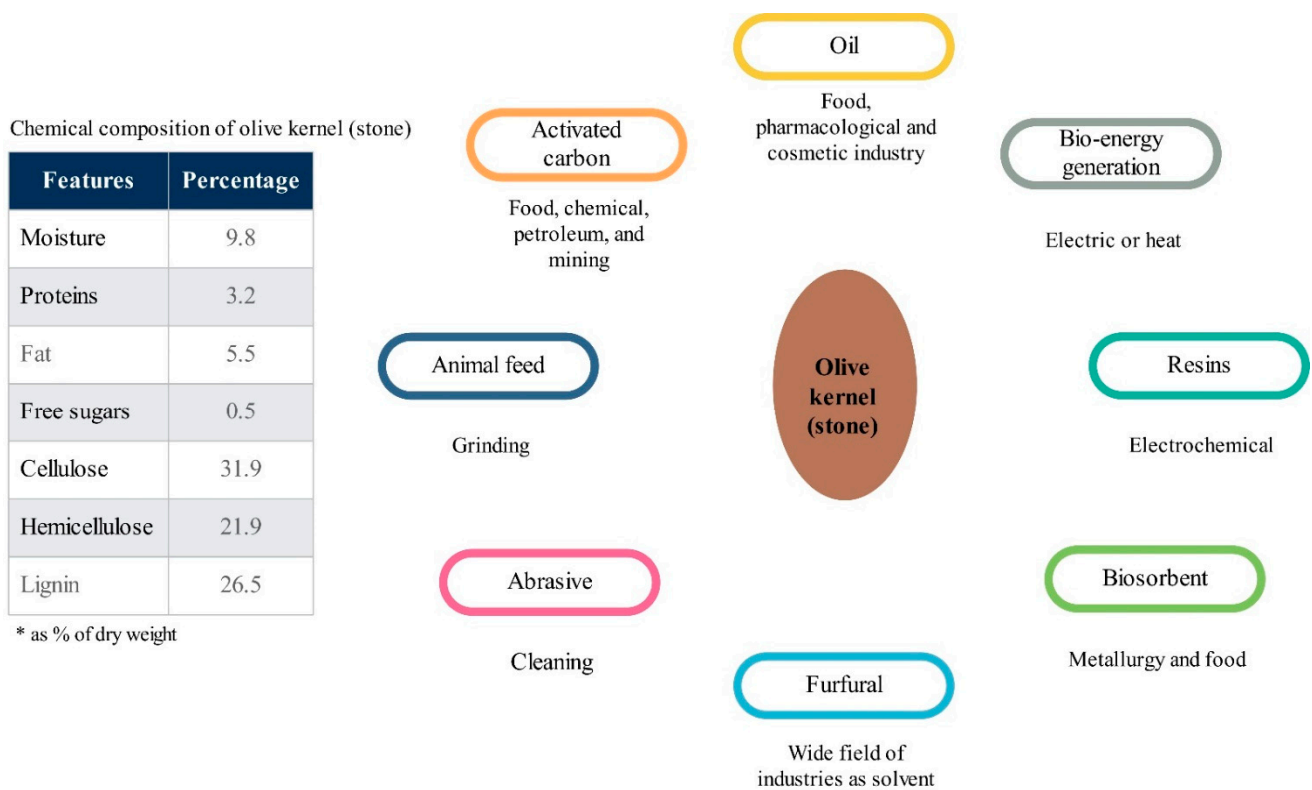 Chemical composition of olive kernel (stone)
Features Percentage
Moisture 9.8
Proteins 3.2
Fat 5.5
Free sugars 0.5
Cellulose 31.9
Hemicellulose 21.9
Lignin 26.5
* as % of dry weight
Oil
Food,
pharmacological and
cosmetic industry
Activated
carbon
Food, chemical,
petroleum, and
mining
Bio-energy
generation
Electric or heat
Animal feed
Grinding
Olive
kernel
(stone)
Resins
Electrochemical
Abrasive
Cleaning
Biosorbent
Metallurgy and food
Furfural
Wide field of
industries as solvent